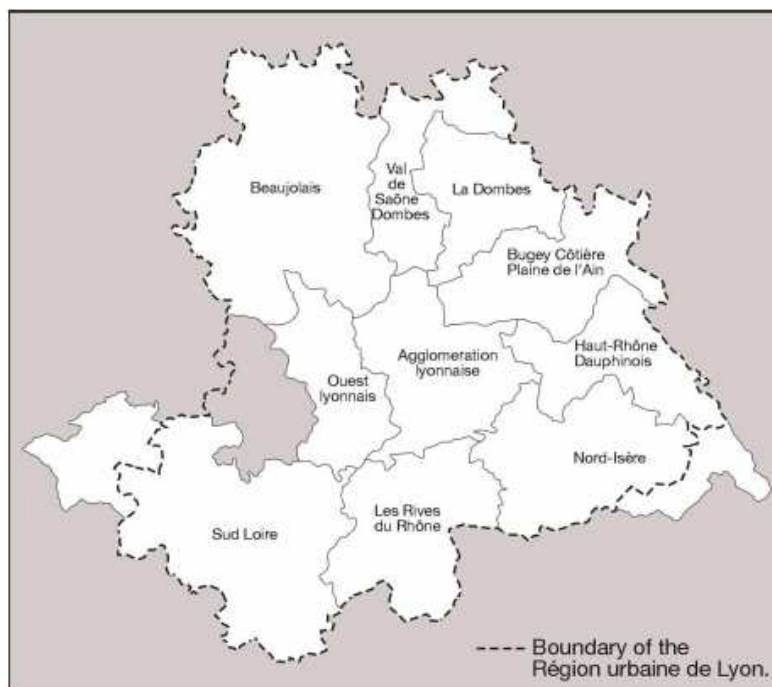 Beaujolais
Val
de
Saône
Dombes
La Dombes
Bugey Côtière
Plaine de l'Ain
Haut-Rhône
Dauphinois
Agglomeration
lyonnaise
Ouest
lyonnais
Nord-Isère
Les Rives
du Rhône
Sud Loire
Boundary of the
Région urbaine de Lyon.